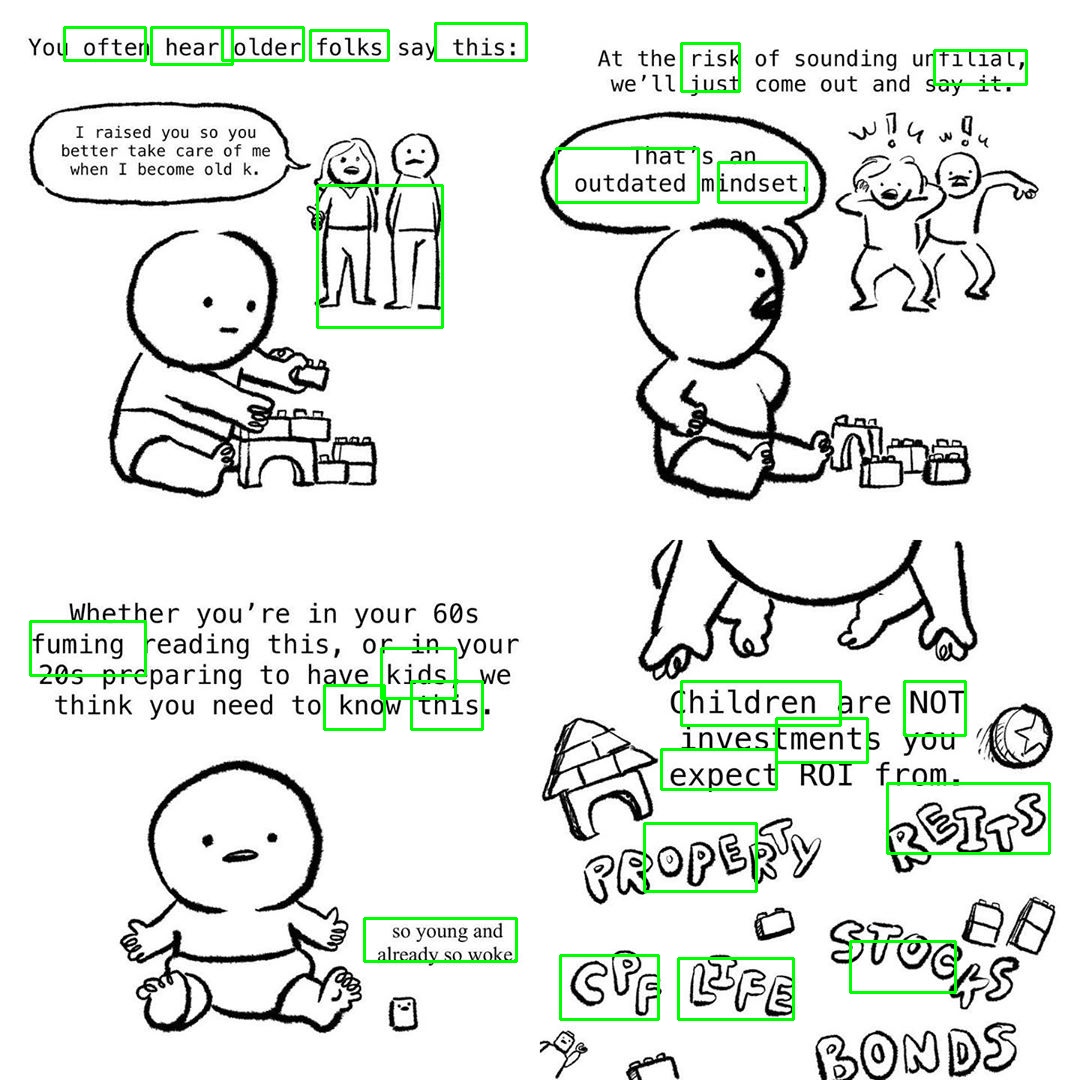 You often hear older folks say this:
I raised you so you
better take care of me
when I become old k.
At the risk of sounding unfilial,
we'll just come out and say it.
That's an
outdated mindset.
Whether you're in your 60s
fuming reading this, or in your
20s preparing to have kids, we
think you need to know this.
so young and
already so woke
Children are NOT
investments you
expect ROI from.
PROPERTY
REITS
STOCKS
CPF LIFE
BONDS